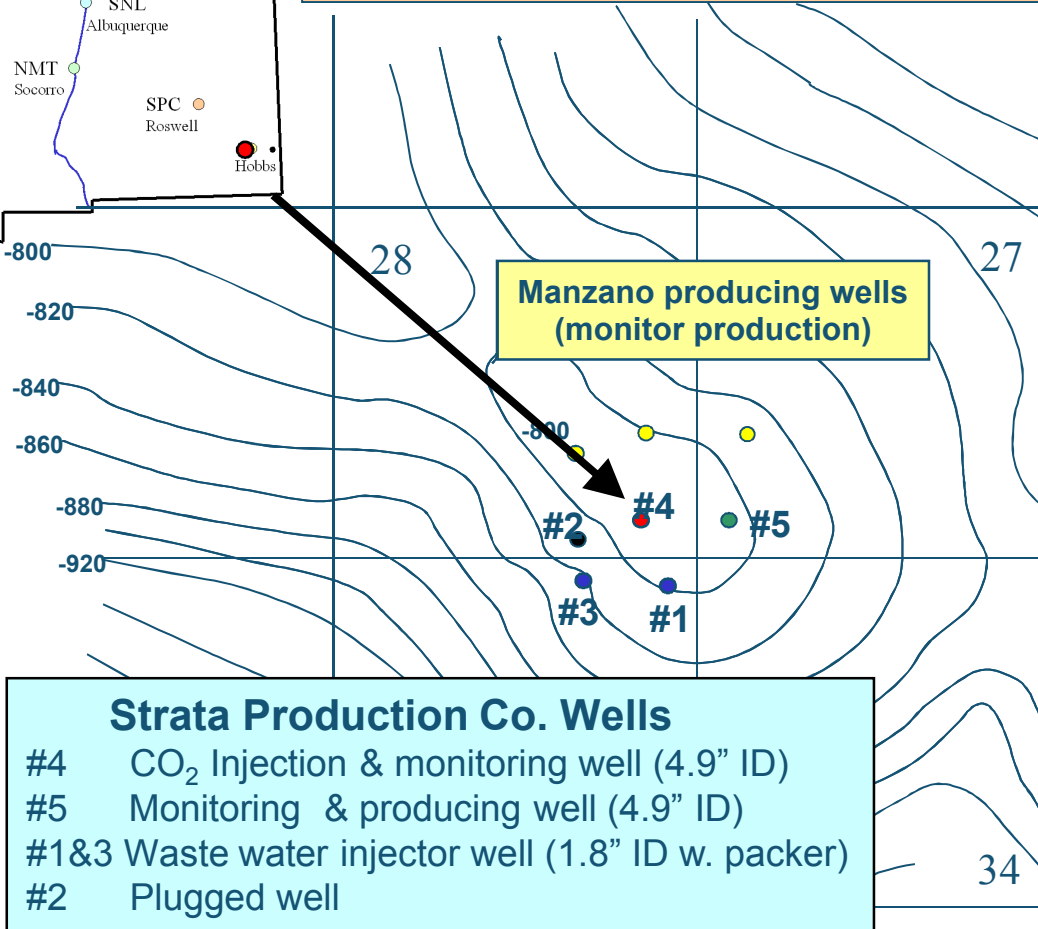 SNL
Albuquerque
NMT
Socorro
SPC
Roswell
Hobbs
28
27
-800
-820
-840
-860
-880
-920
Manzano producing wells
(monitor production)
-800
#4
#2
#5
#3
#1
Strata Production Co. Wells
#4 CO₂ Injection & monitoring well (4.9” ID)
#5 Monitoring & producing well (4.9” ID)
#1&3 Waste water injector well (1.8” ID w. packer)
#2 Plugged well
34